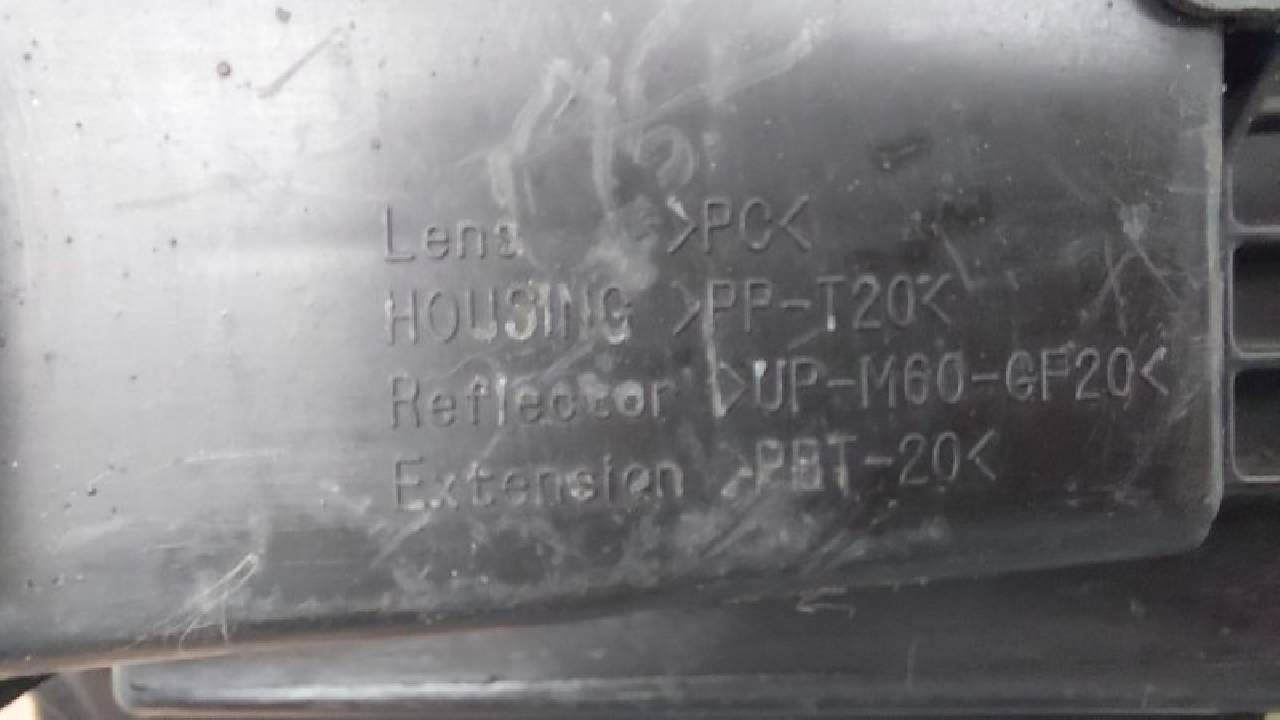 Lens >PC<
HOUSING >PP-T20<
Reflector >UP-M60-GF20<
Extension >PBT-20<